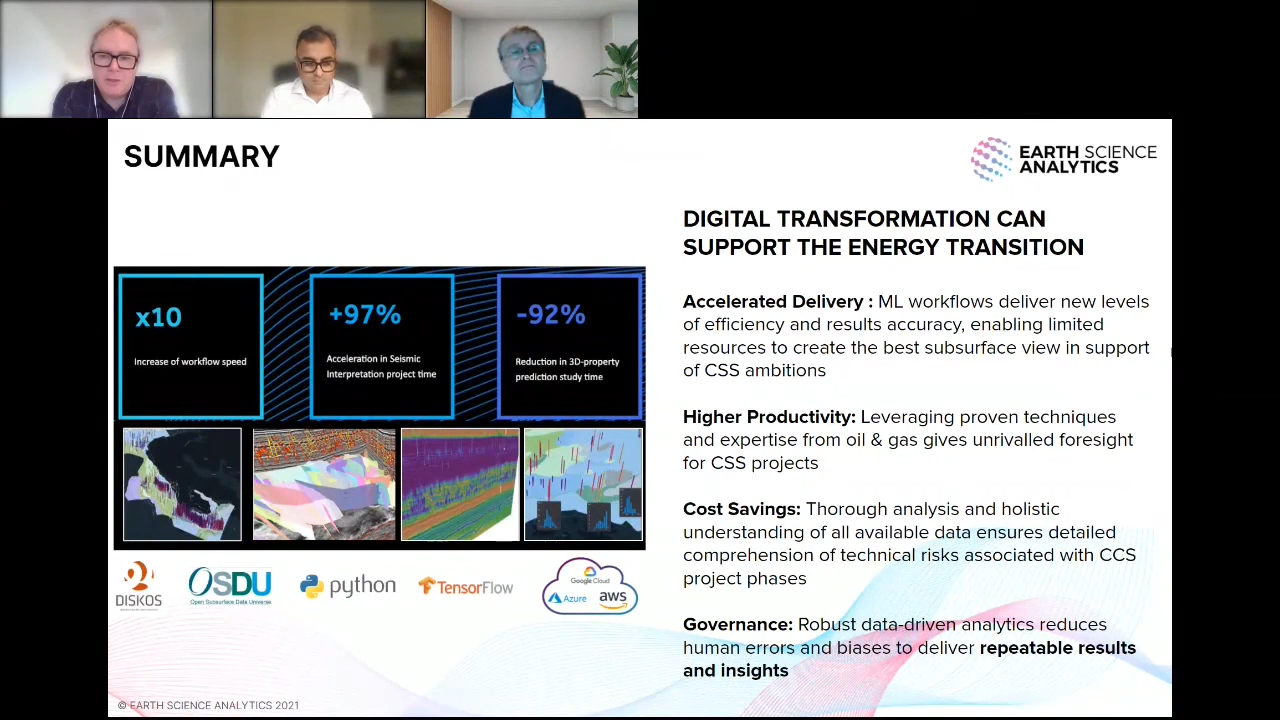 SUMMARY
EARTH SCIENCE
ANALYTICS
DIGITAL TRANSFORMATION CAN
SUPPORT THE ENERGY TRANSITION
x10
Increase of workflow speed
+97%
Acceleration in Seismic
Interpretation project time
-92%
Reduction in 3D-property
prediction study time
Accelerated Delivery : ML workflows deliver new levels
of efficiency and results accuracy, enabling limited
resources to create the best subsurface view in support
of CSS ambitions
Higher Productivity: Leveraging proven techniques
and expertise from oil & gas gives unrivalled foresight
for CSS projects
Cost Savings: Thorough analysis and holistic
understanding of all available data ensures detailed
comprehension of technical risks associated with CCS
project phases
Governance: Robust data-driven analytics reduces
human errors and biases to deliver repeatable results
and insights
DISKOS
OSDU
Open Subsurface Data Universe
python
TensorFlow
Google Cloud
Azure
aws
© EARTH SCIENCE ANALYTICS 2021